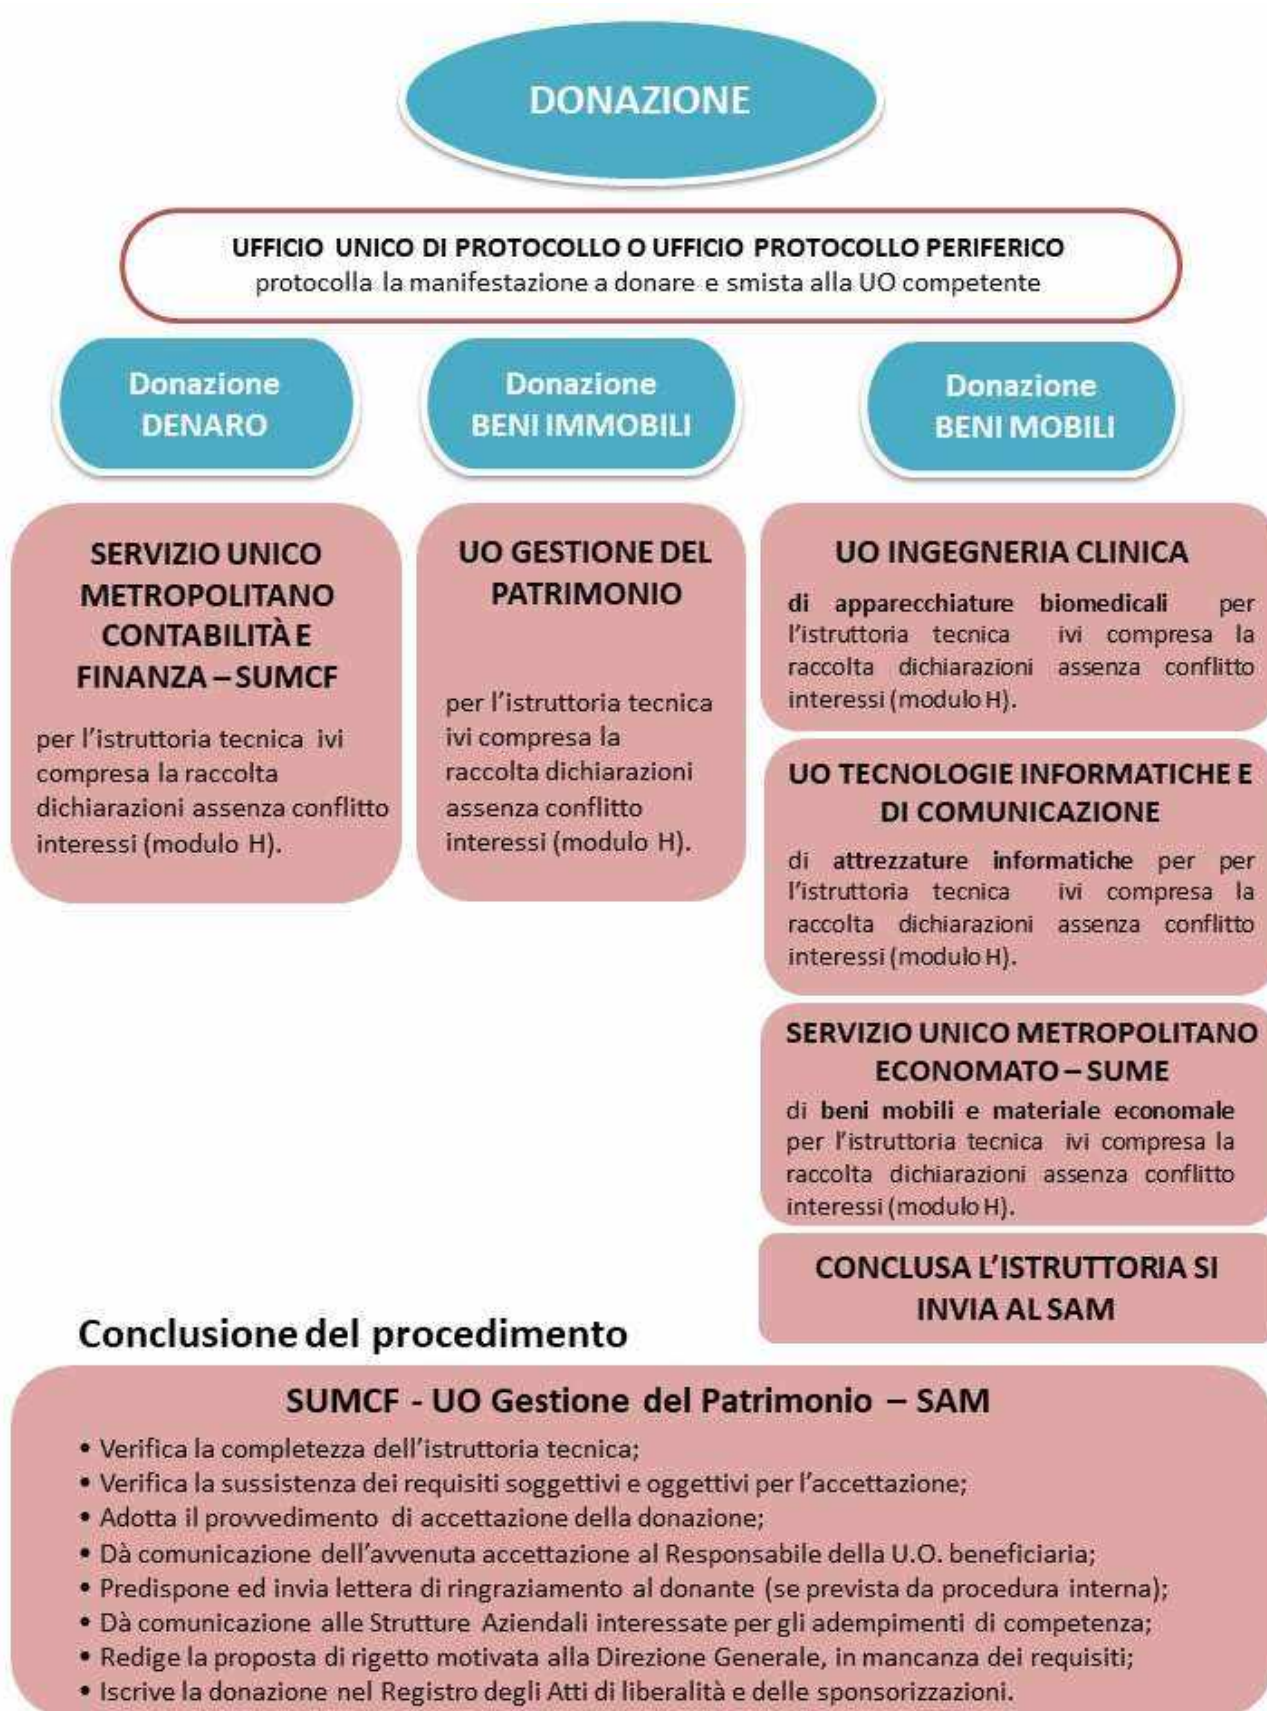 DONAZIONE
UFFICIO UNICO DI PROTOCOLLO O UFFICIO PROTOCOLLO PERIFERICO
protocolla la manifestazione a donare e smista alla UO competente
Donazione
DENARO
Donazione
BENI IMMOBILI
Donazione
BENI MOBILI
SERVIZIO UNICO
METROPOLITANO
CONTABILITÀ E
FINANZA – SUMCF
per l'istruttoria tecnica ivi
compresa la raccolta
dichiarazioni assenza conflitto
interessi (modulo H).
UO GESTIONE DEL
PATRIMONIO
per l'istruttoria tecnica
ivi compresa la
raccolta dichiarazioni
assenza conflitto
interessi (modulo H).
UO INGEGNERIA CLINICA
di apparecchiature biomedicali per
l'istruttoria tecnica ivi compresa la
raccolta dichiarazioni assenza conflitto
interessi (modulo H).
UO TECNOLOGIE INFORMATICHE E
DI COMUNICAZIONE
di attrezzature informatiche per per
l'istruttoria tecnica ivi compresa la
raccolta dichiarazioni assenza conflitto
interessi (modulo H).
SERVIZIO UNICO METROPOLITANO
ECONOMATO – SUME
di beni mobili e materiale economale
per l'istruttoria tecnica ivi compresa la
raccolta dichiarazioni assenza conflitto
interessi (modulo H).
CONCLUSA L'ISTRUTTORIA SI
INVIA AL SAM
Conclusione del procedimento
SUMCF - UO Gestione del Patrimonio – SAM
• Verifica la completezza dell'istruttoria tecnica;
• Verifica la sussistenza dei requisiti soggettivi e oggettivi per l'accettazione;
• Adotta il provvedimento di accettazione della donazione;
• Dà comunicazione dell'avvenuta accettazione al Responsabile della U.O. beneficiaria;
• Predispone ed invia lettera di ringraziamento al donante (se prevista da procedura interna);
• Dà comunicazione alle Strutture Aziendali interessate per gli adempimenti di competenza;
• Redige la proposta di rigetto motivata alla Direzione Generale, in mancanza dei requisiti;
• Iscrive la donazione nel Registro degli Atti di liberalità e delle sponsorizzazioni.